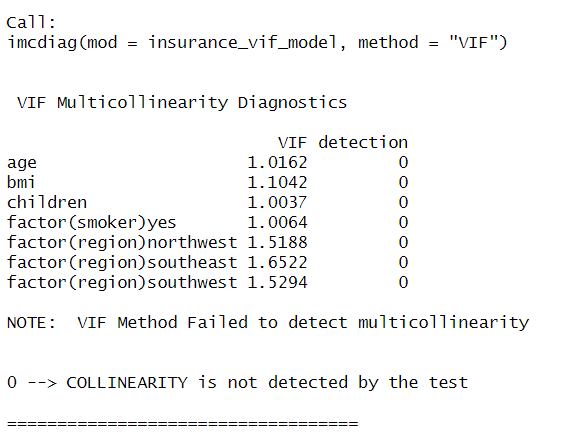 Call:
imcdiag(mod = insurance_vif_model, method = "VIF")
VIF Multicollinearity Diagnostics
VIF detection
age 1.0162 0
bmi 1.1042 0
children 1.0037 0
factor(smoker)yes 1.0064 0
factor(region)northwest 1.5188 0
factor(region)southeast 1.6522 0
factor(region)southwest 1.5294 0
NOTE:  VIF Method Failed to detect multicollinearity
0 --> COLLINEARITY is not detected by the test
===================================